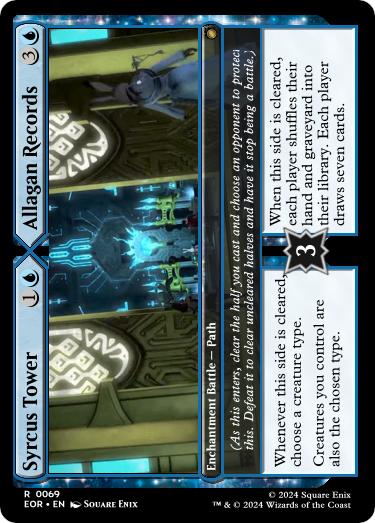 Syrcus Tower
1
Allagan Records
3
Enchantment Battle — Path
(As this enters, clear the half you cast and choose an opponent to protect
this. Defeat it to clear uncleared halves and have it stop being a battle.)
Whenever this side is cleared,
choose a creature type.
Creatures you control are
also the chosen type.
When this side is cleared,
each player shuffles their
hand and graveyard into
their library. Each player
draws seven cards.
3
R 0069
EOR • EN SQUARE ENIX
© 2024 Square Enix
™ & © 2024 Wizards of the Coast